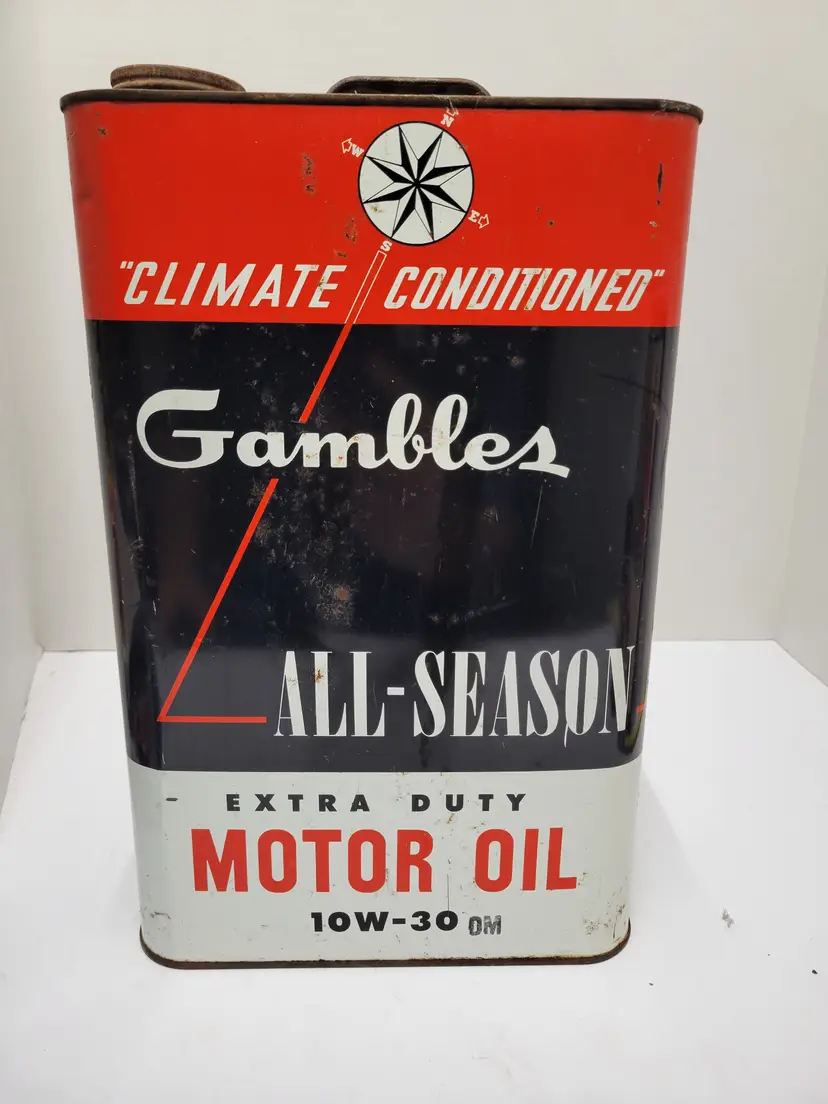 N
W
E
S
"CLIMATE CONDITIONED"
Gambles
ALL-SEASON
EXTRA DUTY
MOTOR OIL
10W-30 DM